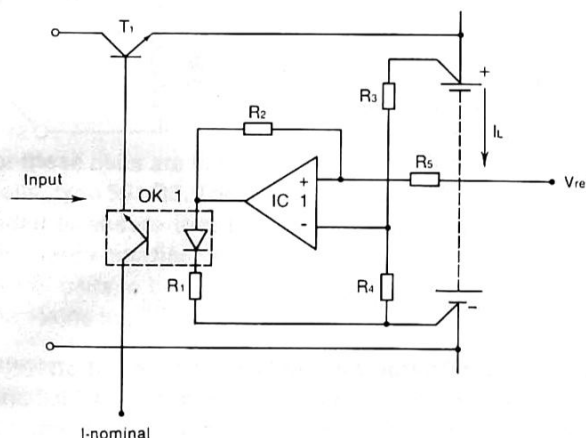 T1
+
R2
R3
IL
R5
Input
OK 1
+
IC 1
-
Vre
R1
R4
-
I-nominal